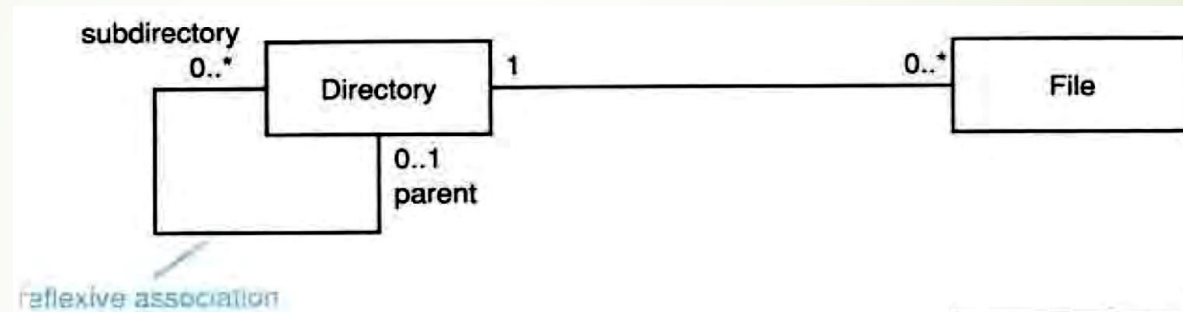 subdirectory
0..*
Directory
1
0..*
File
0..1
parent
reflexive association